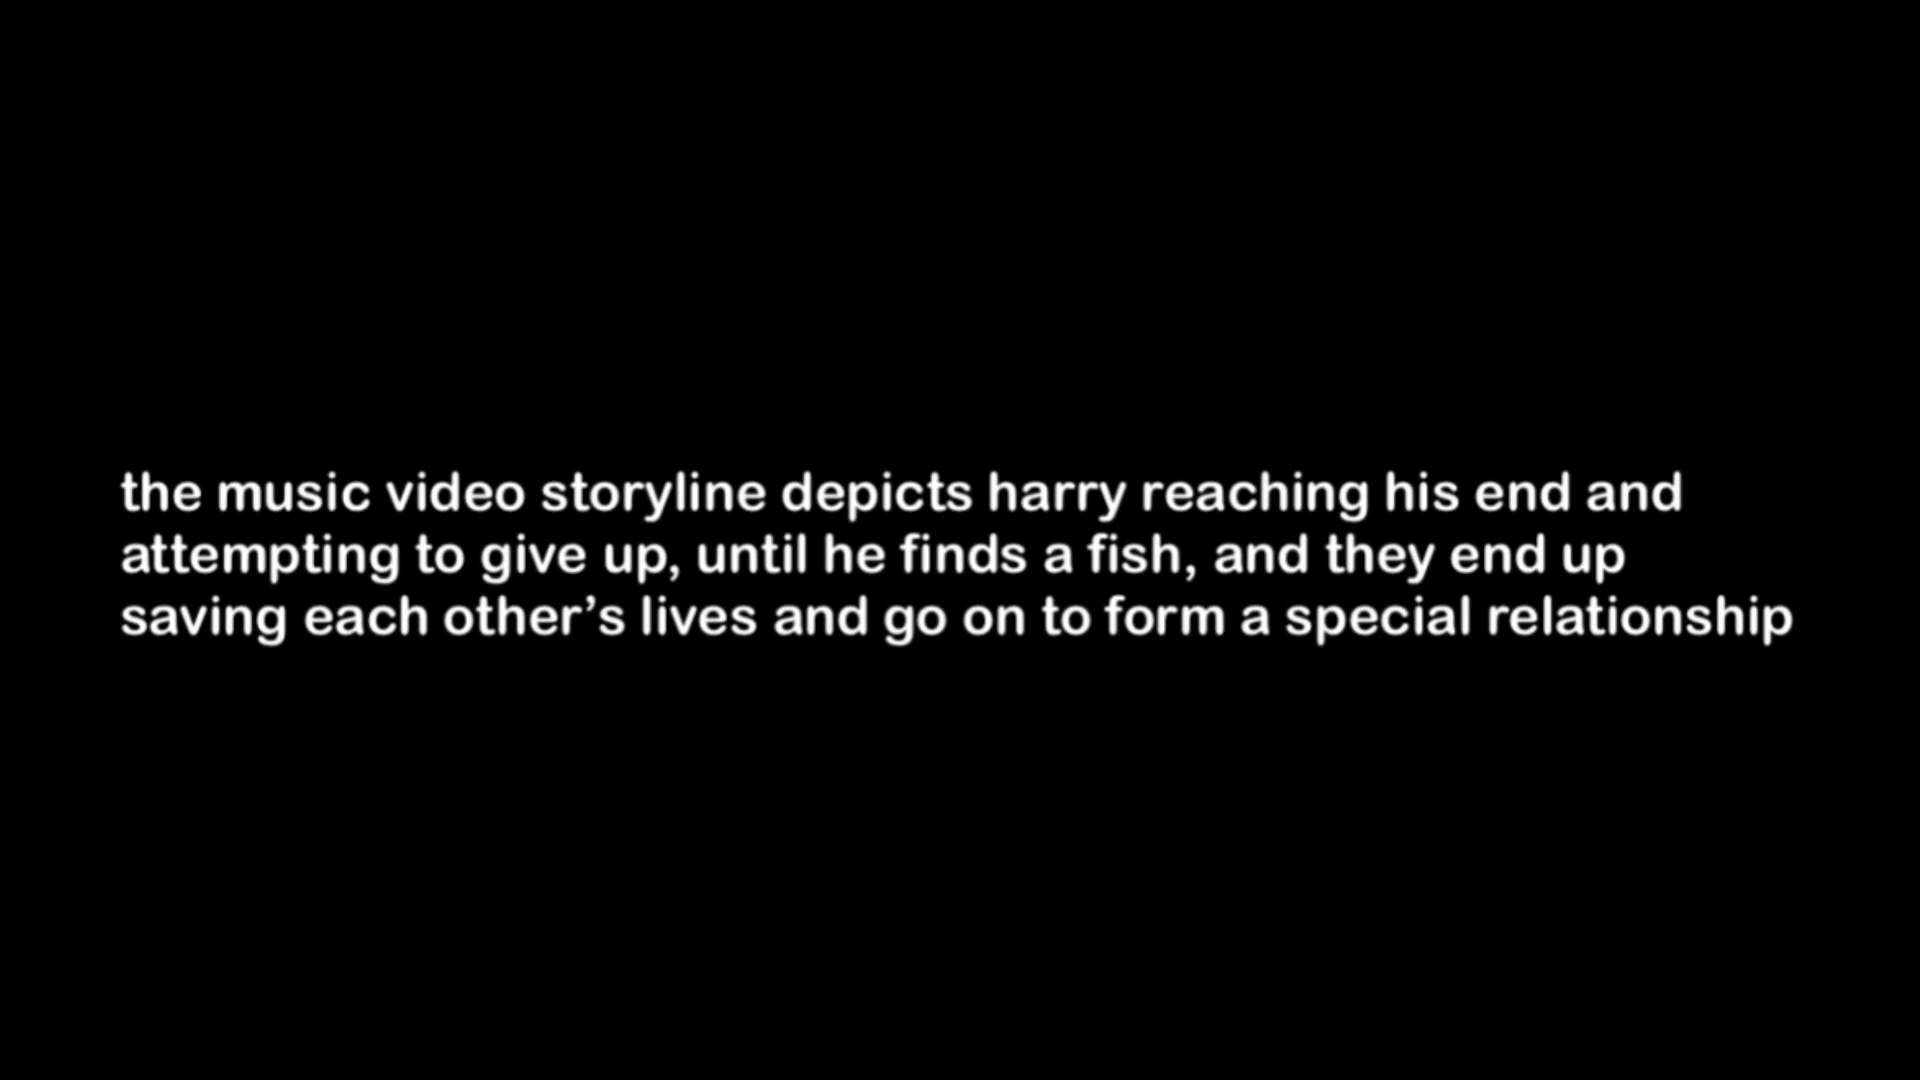 the music video storyline depicts harry reaching his end and
attempting to give up, until he finds a fish, and they end up
saving each other’s lives and go on to form a special relationship